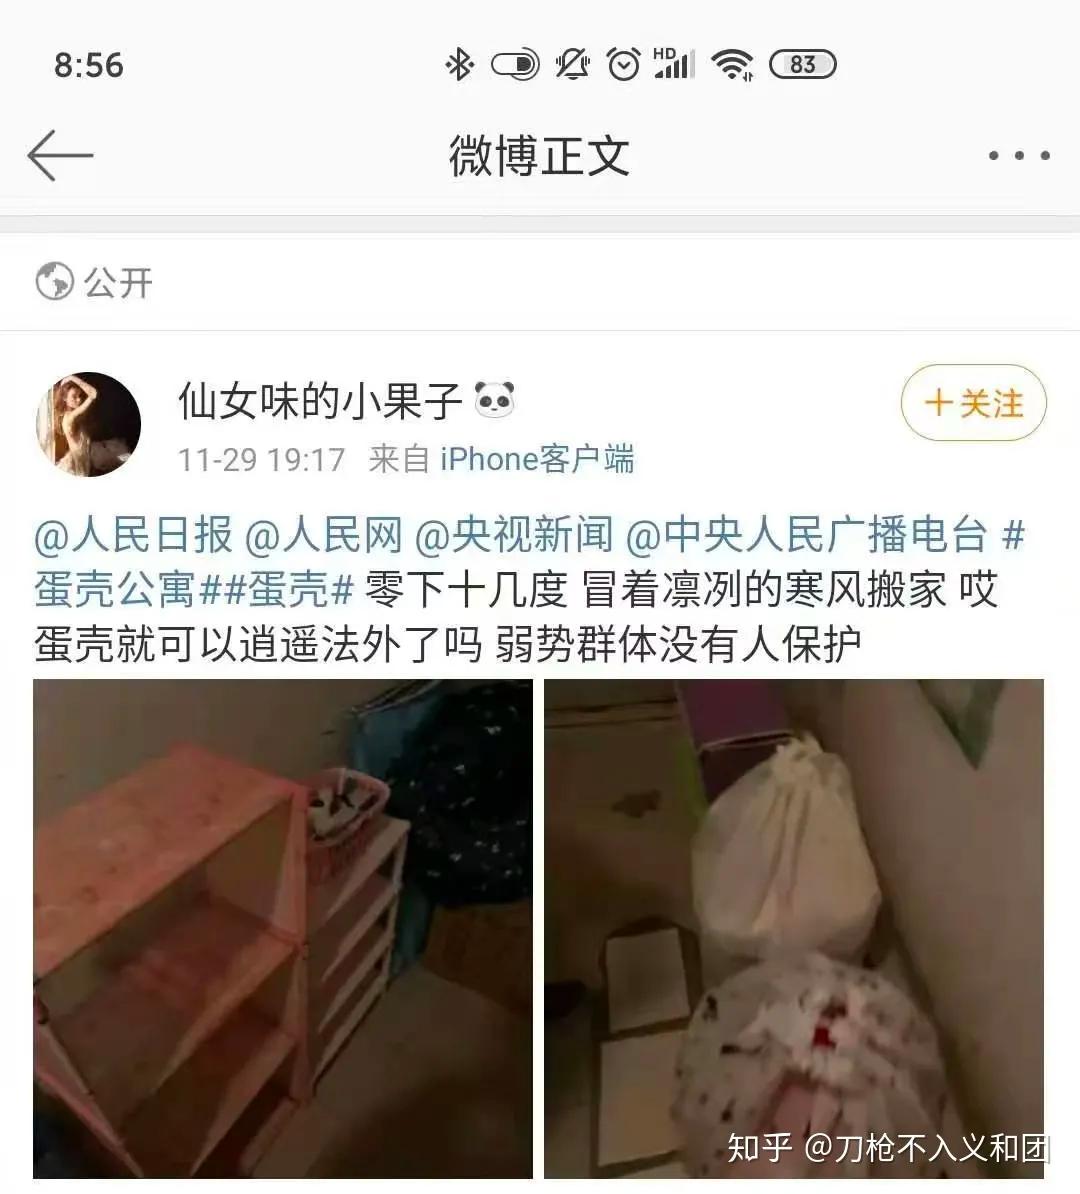 8:56
HD
83
微博正文
公开
仙女味的小果子
+关注
11-29 19:17 来自 iPhone客户端
@人民日报 @人民网 @央视新闻 @中央人民广播电台 #
蛋壳公寓##蛋壳# 零下十几度 冒着凛冽的寒风搬家 哎
蛋壳就可以逍遥法外了吗 弱势群体没有人保护
知乎 @刀枪不入义和团